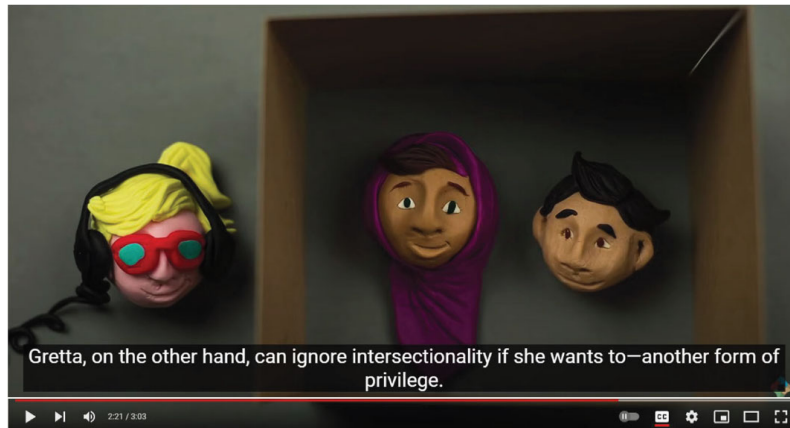 Gretta, on the other hand, can ignore intersectionality if she wants to—another form of
privilege.
2:21 / 3:03
CC